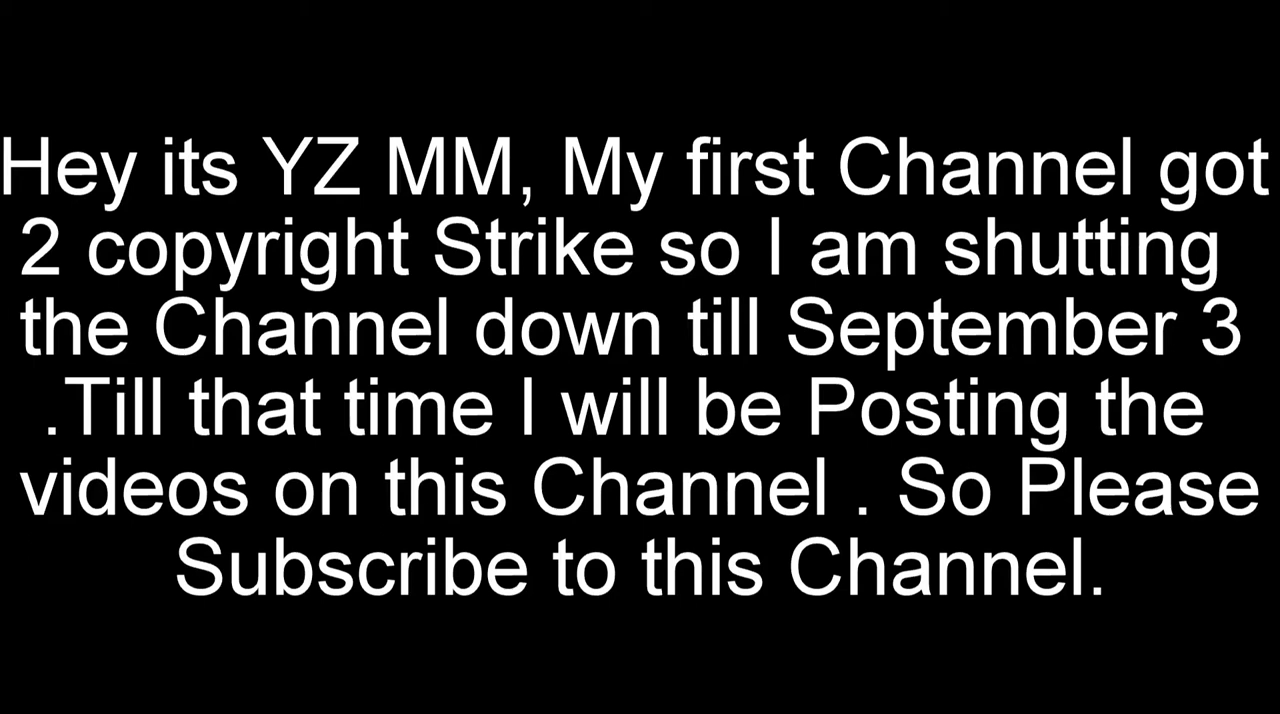 Hey its YZ MM, My first Channel got
2 copyright Strike so I am shutting
the Channel down till September 3
.Till that time I will be Posting the
videos on this Channel . So Please
Subscribe to this Channel.